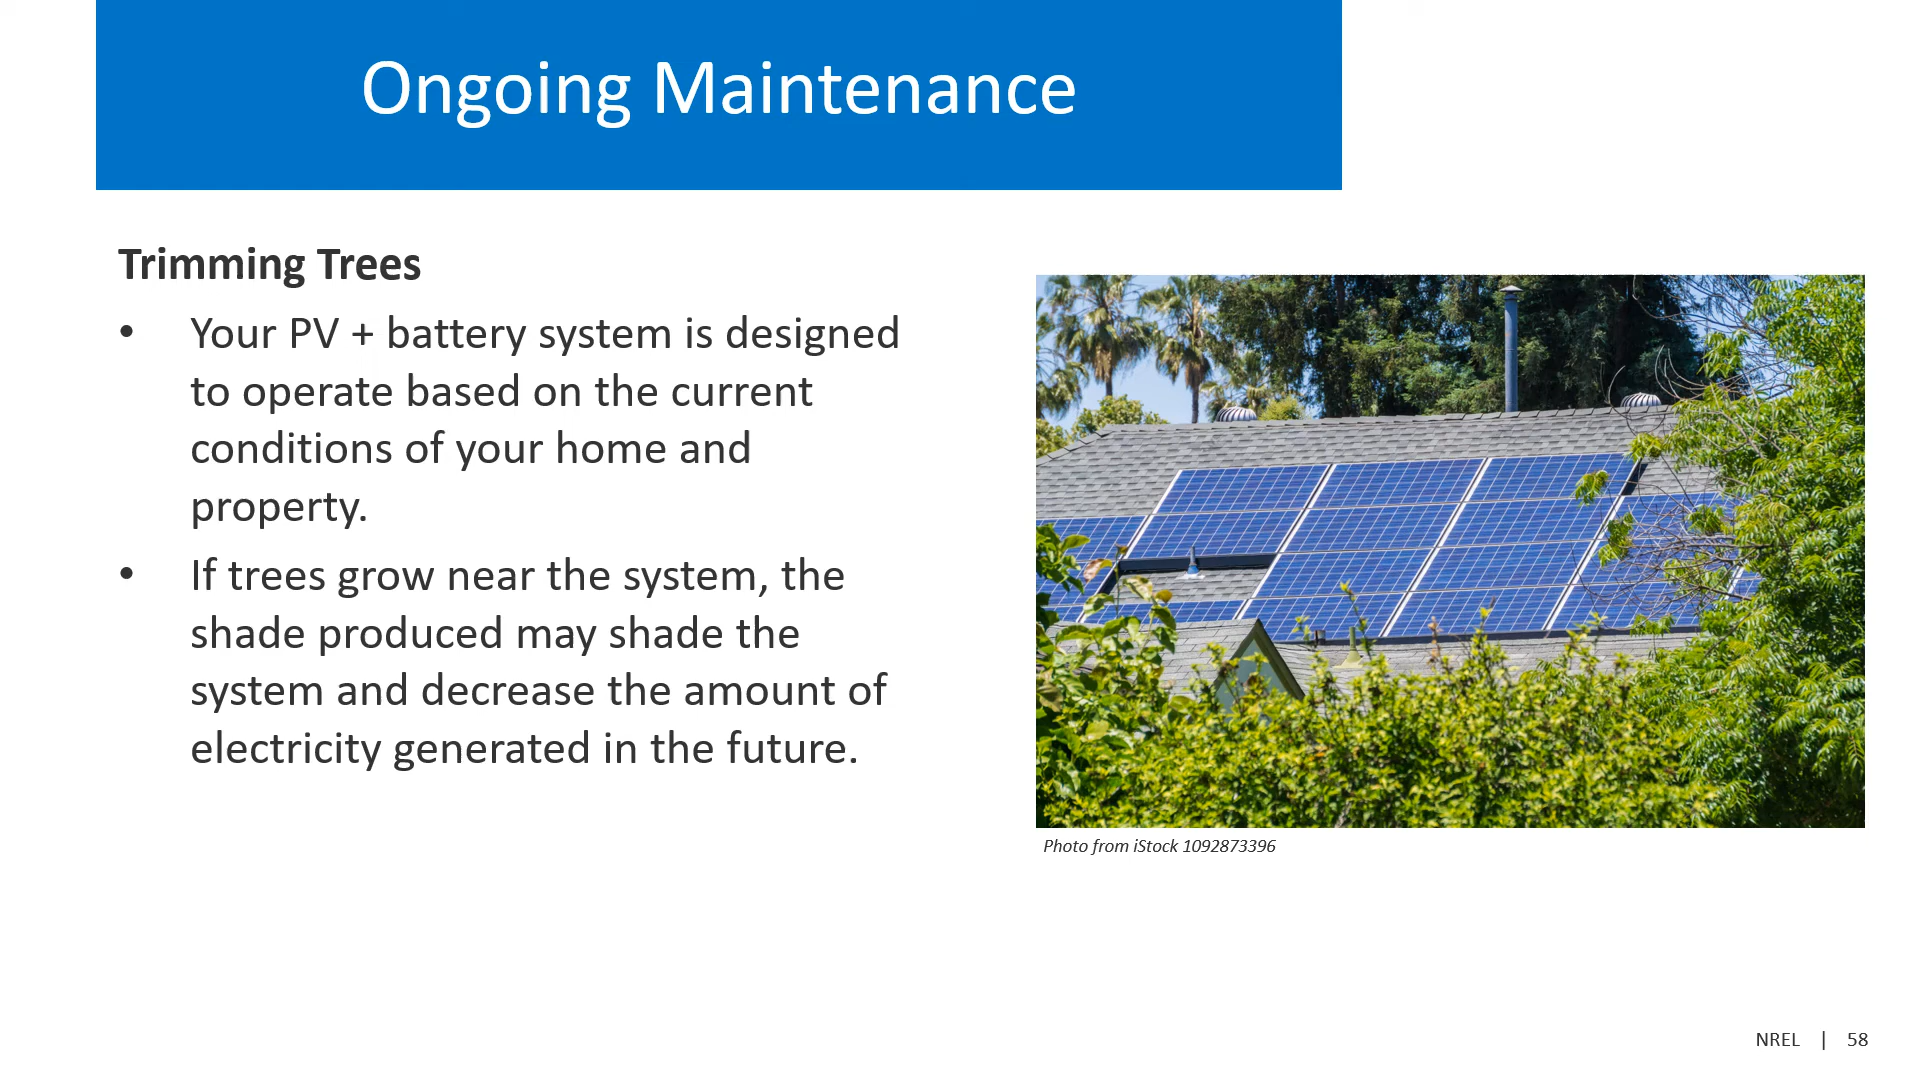 Ongoing Maintenance
Trimming Trees
• Your PV + battery system is designed
to operate based on the current
conditions of your home and
property.
• If trees grow near the system, the
shade produced may shade the
system and decrease the amount of
electricity generated in the future.
Photo from iStock 1092873396
NREL | 58